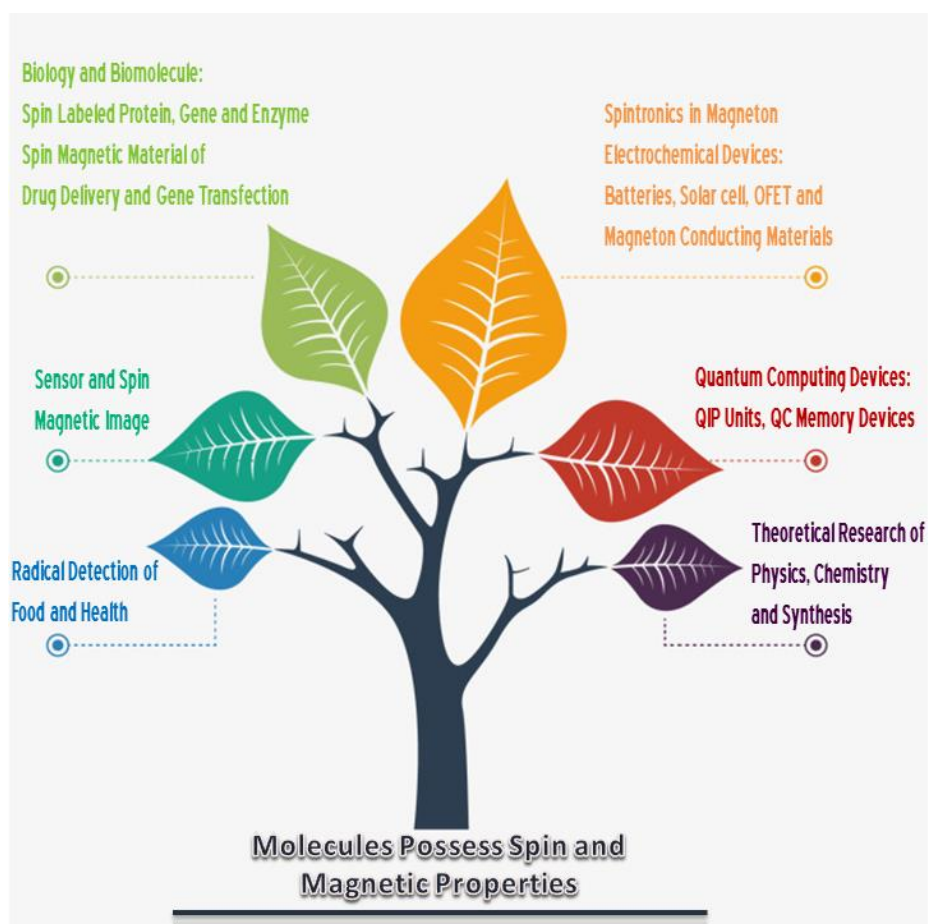 Biology and Biomolecule:
Spin Labeled Protein, Gene and Enzyme
Spin Magnetic Material of
Drug Delivery and Gene Transfection
Spintronics in Magneton
Electrochemical Devices:
Batteries, Solar cell, OFET and
Magneton Conducting Materials
Sensor and Spin
Magnetic Image
Quantum Computing Devices:
QIP Units, QC Memory Devices
Radical Detection of
Food and Health
Theoretical Research of
Physics, Chemistry
and Synthesis
Molecules Possess Spin and
Magnetic Properties